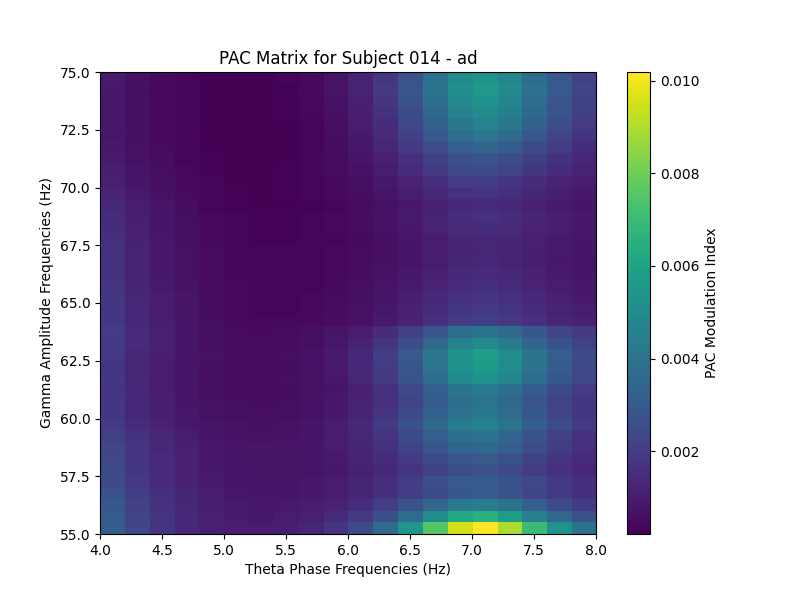 PAC Matrix for Subject 014 - ad
75.0
72.5
70.0
67.5
65.0
62.5
60.0
57.5
55.0
Gamma Amplitude Frequencies (Hz)
4.0 4.5 5.0 5.5 6.0 6.5 7.0 7.5 8.0
Theta Phase Frequencies (Hz)
0.010
0.008
0.006
0.004
0.002
PAC Modulation Index